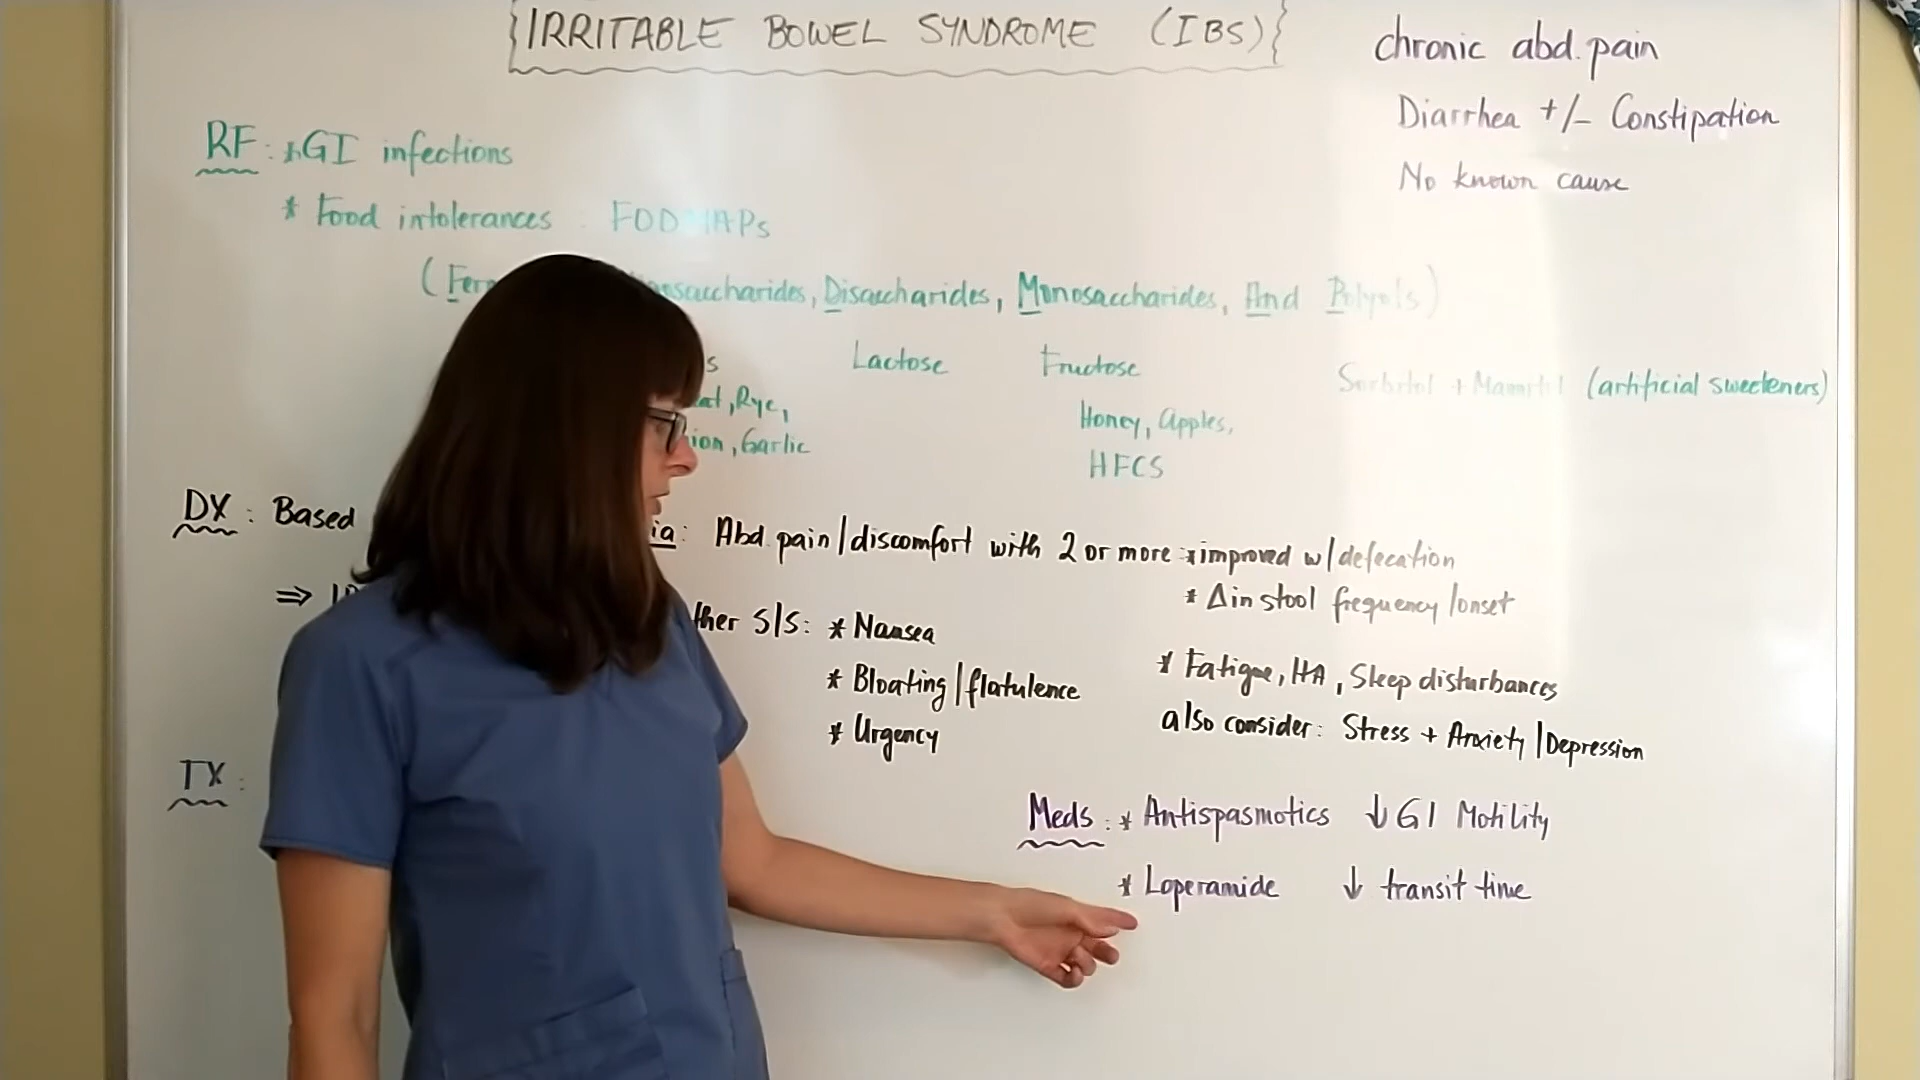 IRRITABLE BOWEL SYNDROME (IBS)
chronic abd. pain
Diarrhea +/- Constipation
No known cause
RF: * GI infections
* Food intolerances : FODMAPs
(Disaccharides, Monosaccharides, And Polyols)
Lactose
Fructose
Sorbitol + Mannitol (artificial sweeteners)
Rye,
Honey, Apples,
Garlic
HFCS
DX: Based
Abd. pain/discomfort with 2 or more: * improved w/ defecation
* Δ in stool frequency/onset
⇒
S/S: * Nausea
* Bloating/flatulence
* Urgency
* Fatigue, HA, Sleep disturbances
also consider: Stress + Anxiety/Depression
TX:
Meds: * Antispasmotics ↓ GI Motility
* Loperamide ↓ transit time